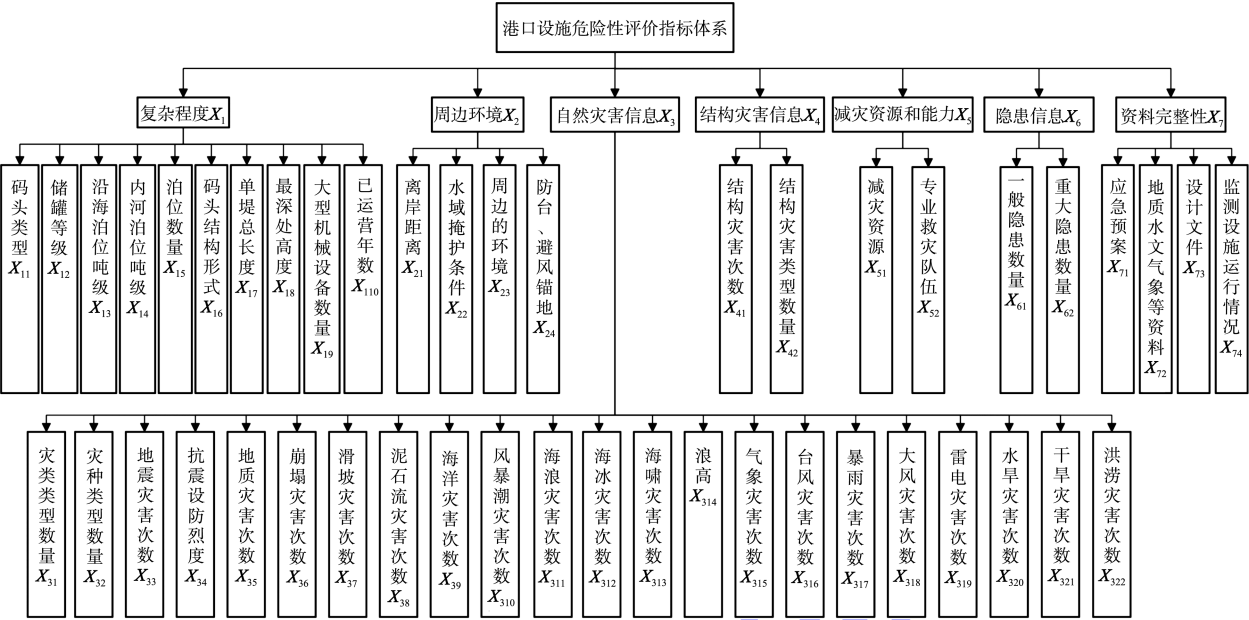 港口设施危险性评价指标体系
复杂程度X1
周边环境X2
自然灾害信息X3
结构灾害信息X4
减灾资源和能力X5
隐患信息X6
资料完整性X7
码头类型X11
储罐等级X12
沿海泊位吨级X13
内河泊位吨级X14
泊位数量X15
码头结构形式X16
单堤总长度X17
最深处高度X18
大型机械设备数量X19
已运营年数X110
离岸距离X21
水域掩护条件X22
周边的环境X23
防台、避风锚地X24
结构灾害次数X41
结构灾害类型数量X42
减灾资源X51
专业救灾队伍X52
一般隐患数量X61
重大隐患数量X62
应急预案X71
地质水文气象等资料X72
设计文件X73
监测设施运行情况X74
灾类类型数量X31
灾种类型数量X32
地震灾害次数X33
抗震设防烈度X34
地质灾害次数X35
崩塌灾害次数X36
滑坡灾害次数X37
泥石流灾害次数X38
海洋灾害次数X39
风暴潮灾害次数X310
海浪灾害次数X311
海冰灾害次数X312
海啸灾害次数X313
浪高X314
气象灾害次数X315
台风灾害次数X316
暴雨灾害次数X317
大风灾害次数X318
雷电灾害次数X319
水旱灾害次数X320
干旱灾害次数X321
洪涝灾害次数X322